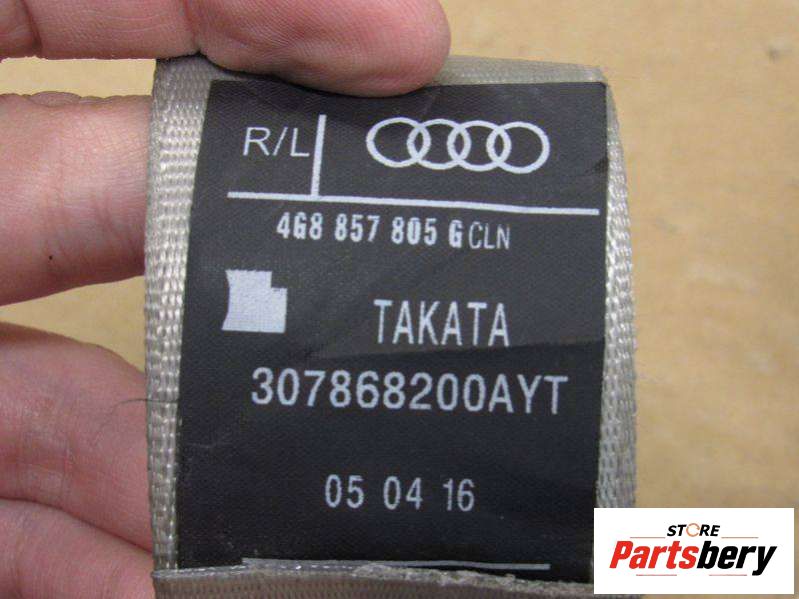 R/L
4G8 857 805 G CLN
TAKATA
307868200AYT
05 04 16
STORE
Partsbery